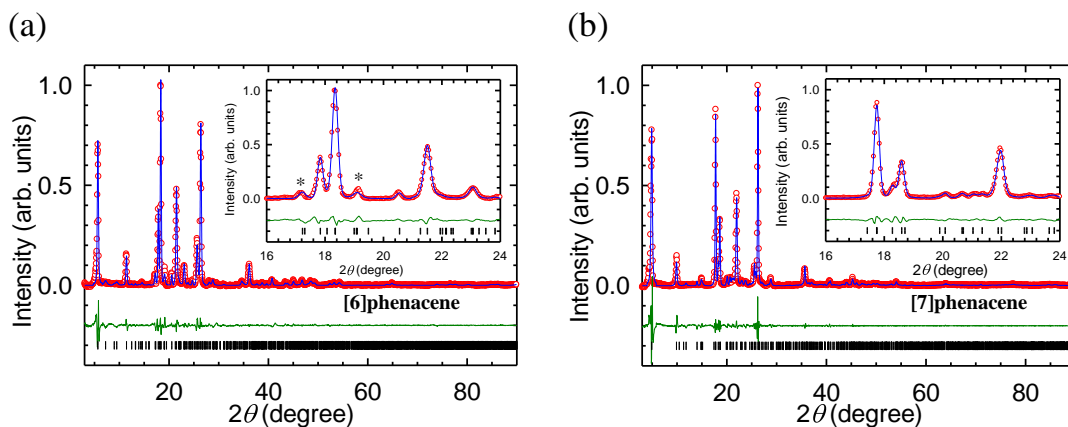 (a)
(b)
Intensity (arb. units)
1.0
0.5
0.0
20 40 60 80
2θ (degree)
[6]phenacene
Intensity (arb. units)
1.0
0.5
0.0
16 18 20 22 24
2θ (degree)
* *
Intensity (arb. units)
1.0
0.5
0.0
20 40 60 80
2θ (degree)
[7]phenacene
Intensity (arb. units)
1.0
0.5
0.0
16 18 20 22 24
2θ (degree)